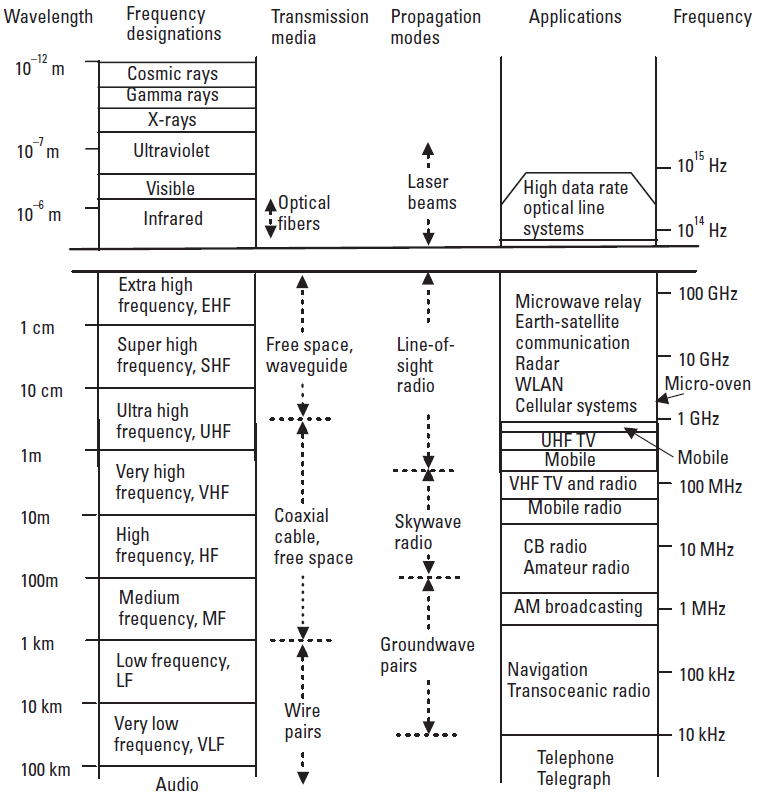 Wavelength
Frequency
designations
Transmission
media
Propagation
modes
Applications
Frequency
10⁻¹² m
10⁻⁷ m
10⁻⁶ m
1 cm
10 cm
1m
10m
100m
1 km
10 km
100 km
Cosmic rays
Gamma rays
X-rays
Ultraviolet
Visible
Infrared
Extra high
frequency, EHF
Super high
frequency, SHF
Ultra high
frequency, UHF
Very high
frequency, VHF
High
frequency, HF
Medium
frequency, MF
Low frequency,
LF
Very low
frequency, VLF
Audio
Optical
fibers
Free space,
waveguide
Coaxial
cable,
free space
Wire
pairs
Laser
beams
Line-of-
sight
radio
Skywave
radio
Groundwave
pairs
High data rate
optical line
systems
Microwave relay
Earth-satellite
communication
Radar
WLAN
Cellular systems
UHF TV
Mobile
VHF TV and radio
Mobile radio
CB radio
Amateur radio
AM broadcasting
Navigation
Transoceanic radio
Telephone
Telegraph
10¹⁵ Hz
10¹⁴ Hz
100 GHz
10 GHz
Micro-oven
1 GHz
Mobile
100 MHz
10 MHz
1 MHz
100 kHz
10 kHz